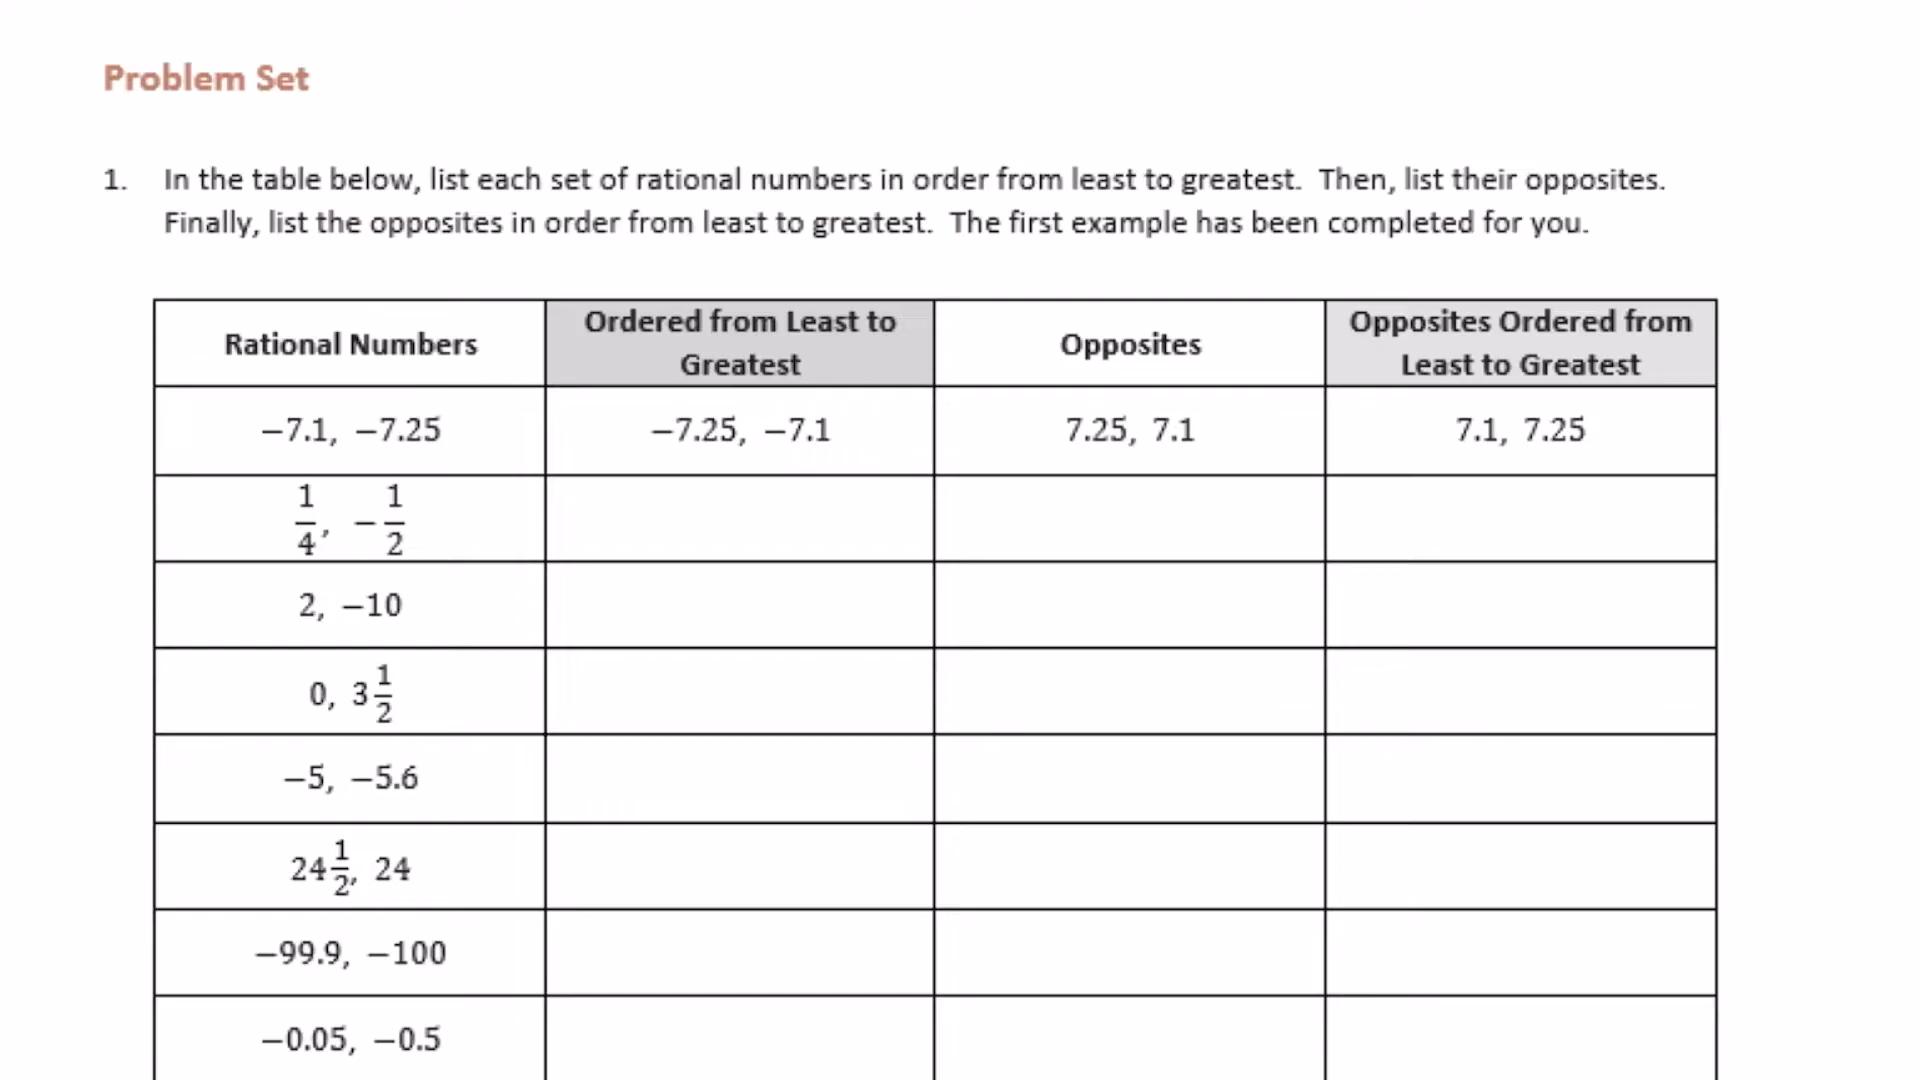 Problem Set
1. In the table below, list each set of rational numbers in order from least to greatest. Then, list their opposites.
Finally, list the opposites in order from least to greatest. The first example has been completed for you.
Rational Numbers
Ordered from Least to
Greatest
Opposites
Opposites Ordered from
Least to Greatest
−7.1, −7.25
−7.25, −7.1
7.25, 7.1
7.1, 7.25
1/4, −1/2
2, −10
0, 3 1/2
−5, −5.6
24 1/2, 24
−99.9, −100
−0.05, −0.5